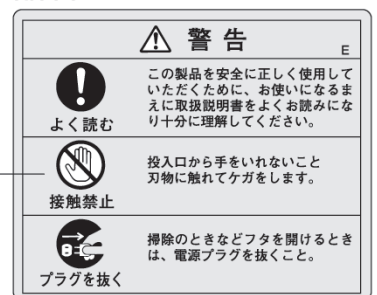 警告
E
この製品を安全に正しく使用して
いただくために、お使いになるま
えに取扱説明書をよくお読みにな
り十分に理解してください。
よく読む
投入口から手をいれないこと
刃物に触れてケガをします。
接触禁止
掃除のときなどフタを開けるとき
は、電源プラグを抜くこと。
プラグを抜く